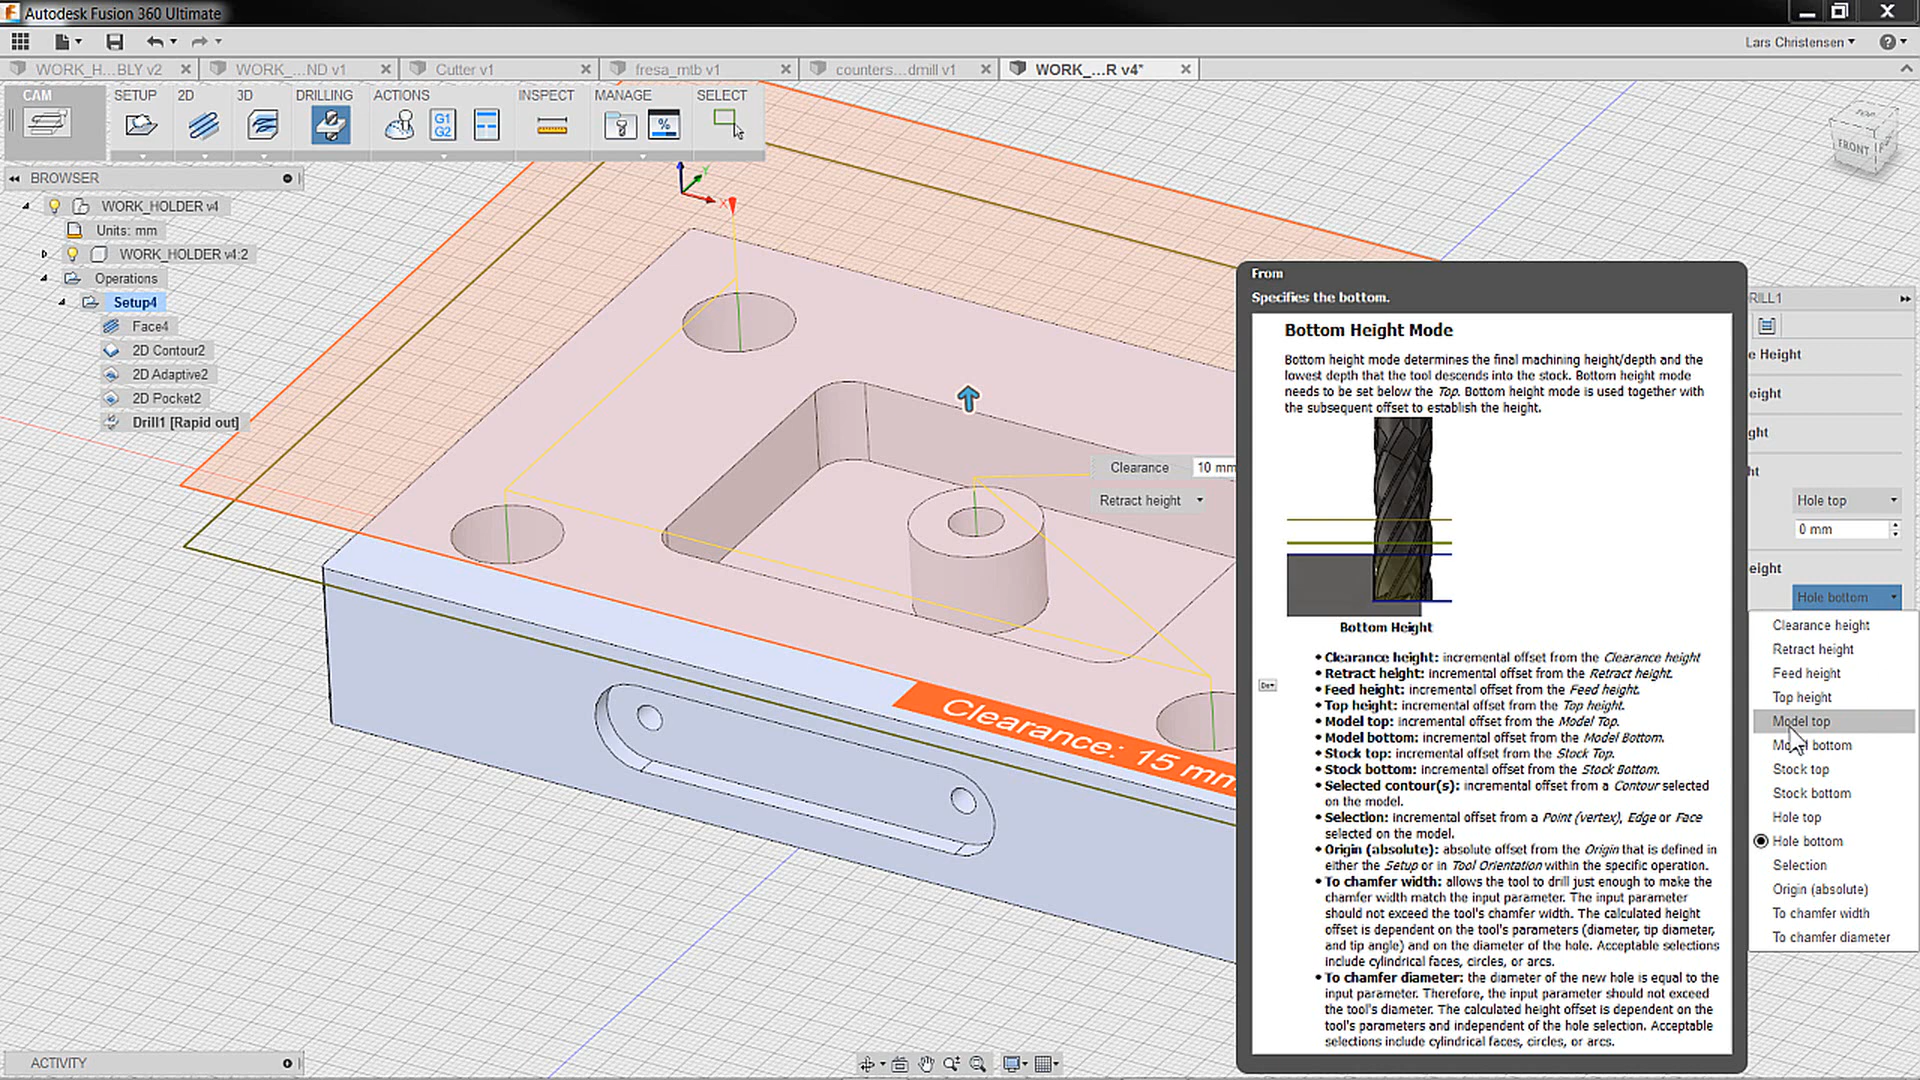 Autodesk Fusion 360 Ultimate
Lars Christensen
WORK_H...BLY v2
WORK_...ND v1
Cutter v1
fresa_mtb v1
counters...drmill v1
WORK_...R v4*
CAM
SETUP
2D
3D
DRILLING
ACTIONS
INSPECT
MANAGE
SELECT
G1
G2
%
TOP
FRONT
BROWSER
WORK_HOLDER v4
Units: mm
WORK_HOLDER v4:2
Operations
Setup4
Face4
2D Contour2
2D Adaptive2
2D Pocket2
Drill1 [Rapid out]
X
Y
Clearance
10 mm
Retract height
Clearance: 15 mm
From
Specifies the bottom.
Bottom Height Mode
Bottom height mode determines the final machining height/depth and the
lowest depth that the tool descends into the stock. Bottom height mode
needs to be set below the Top. Bottom height mode is used together with
the subsequent offset to establish the height.
Bottom Height
• Clearance height: incremental offset from the Clearance height
• Retract height: incremental offset from the Retract height.
• Feed height: incremental offset from the Feed height.
• Top height: incremental offset from the Top height.
• Model top: incremental offset from the Model Top.
• Model bottom: incremental offset from the Model Bottom.
• Stock top: incremental offset from the Stock Top.
• Stock bottom: incremental offset from the Stock Bottom.
• Selected contour(s): incremental offset from a Contour selected
on the model.
• Selection: incremental offset from a Point (vertex), Edge or Face
selected on the model.
• Origin (absolute): absolute offset from the Origin that is defined in
either the Setup or in Tool Orientation within the specific operation.
• To chamfer width: allows the tool to drill just enough to make the
chamfer width match the input parameter. The input parameter
should not exceed the tool's chamfer width. The calculated height
offset is dependent on the tool's parameters (diameter, tip diameter,
and tip angle) and on the diameter of the hole. Acceptable selections
include cylindrical faces, circles, or arcs.
• To chamfer diameter: the diameter of the new hole is equal to the
input parameter. Therefore, the input parameter should not exceed
the tool's diameter. The calculated height offset is dependent on the
tool's parameters and independent of the hole selection. Acceptable
selections include cylindrical faces, circles, or arcs.
RILL1
e Height
eight
ght
ht
Hole top
0 mm
eight
Hole bottom
Clearance height
Retract height
Feed height
Top height
Model top
Model bottom
Stock top
Stock bottom
Hole top
Hole bottom
Selection
Origin (absolute)
To chamfer width
To chamfer diameter
ACTIVITY